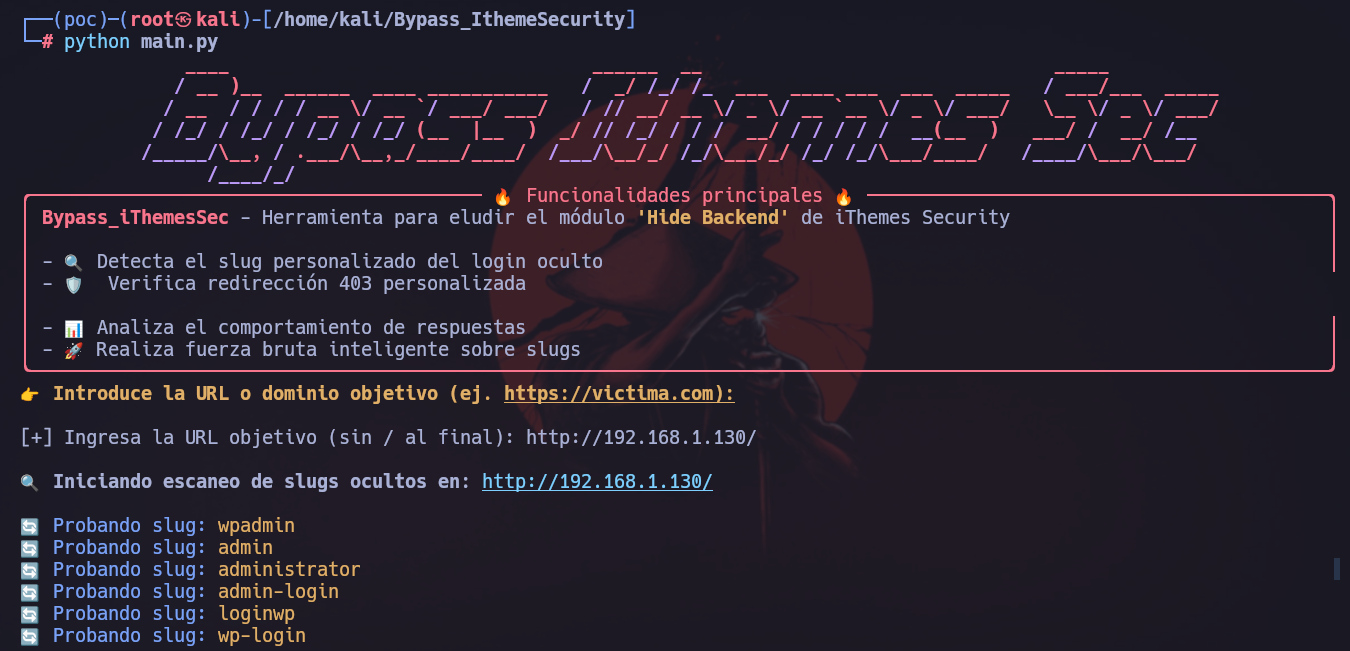 (poc)-(root㉿kali)-[/home/kali/Bypass_IthemeSecurity]
# python main.py
Bypass Ithemes Sec
🔥 Funcionalidades principales 🔥
Bypass_iThemesSec - Herramienta para eludir el módulo 'Hide Backend' de iThemes Security
- 🔍 Detecta el slug personalizado del login oculto
- 🛡️ Verifica redirección 403 personalizada
- 📊 Analiza el comportamiento de respuestas
- 🚀 Realiza fuerza bruta inteligente sobre slugs
👉 Introduce la URL o dominio objetivo (ej. https://victima.com):
[+] Ingresa la URL objetivo (sin / al final): http://192.168.1.130/
🔍 Iniciando escaneo de slugs ocultos en: http://192.168.1.130/
🔄 Probando slug: wpadmin
🔄 Probando slug: admin
🔄 Probando slug: administrator
🔄 Probando slug: admin-login
🔄 Probando slug: loginwp
🔄 Probando slug: wp-login